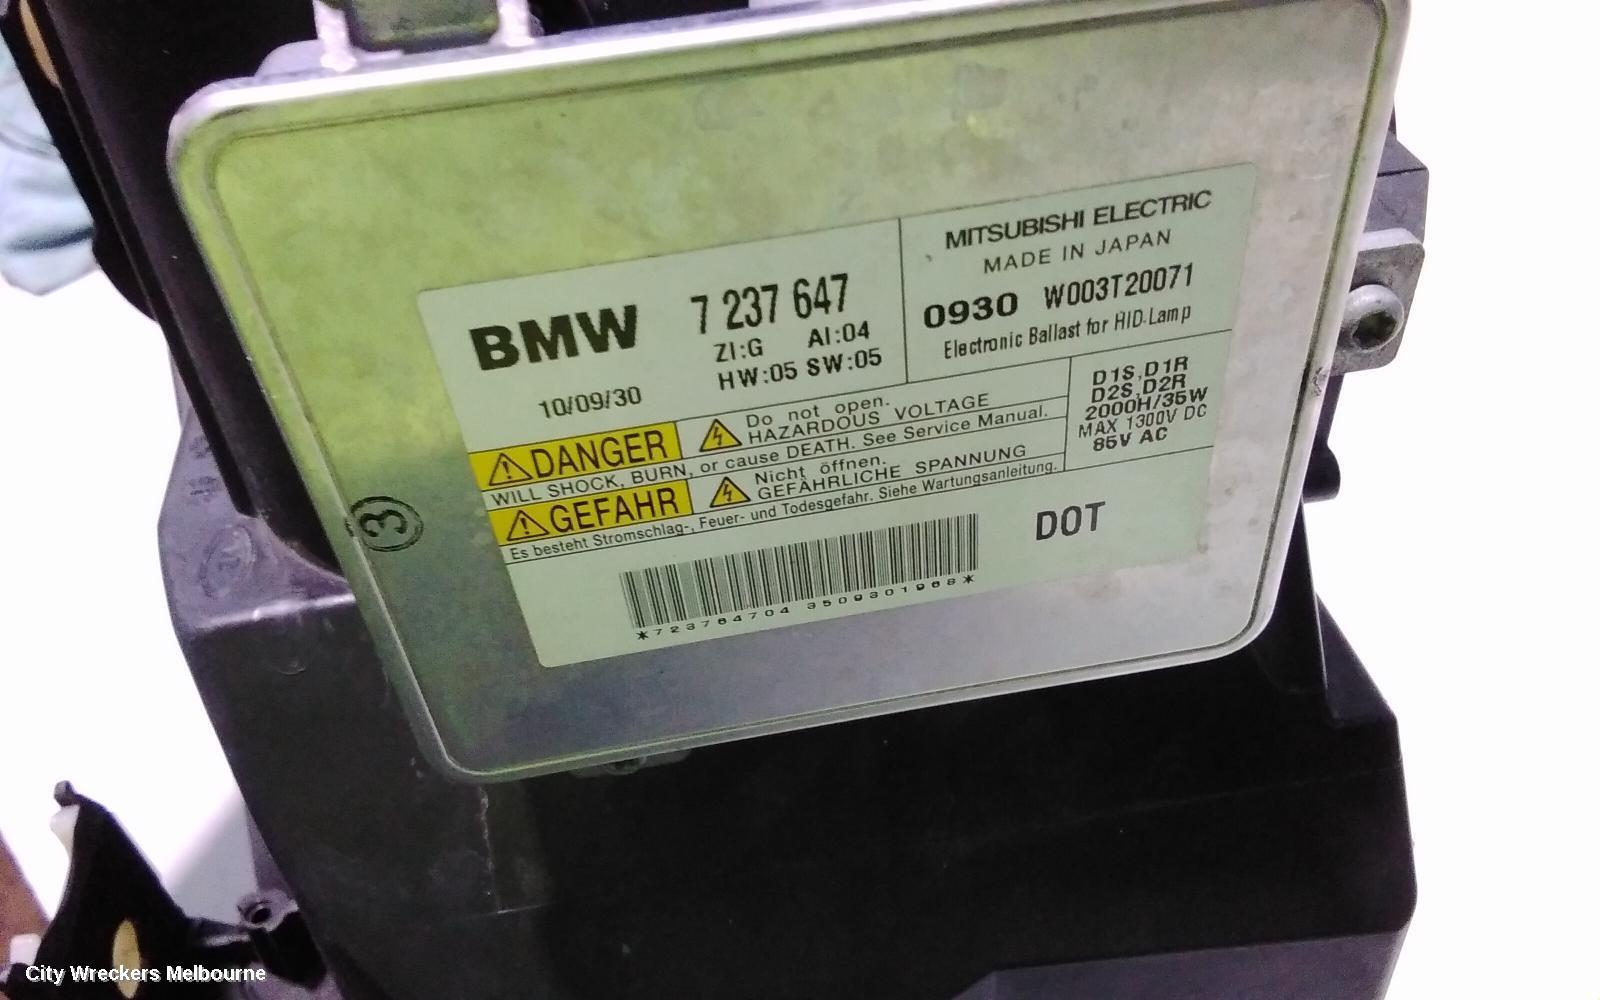 BMW 7 237 647
ZI:G AI:04
HW:05 SW:05
10/09/30
MITSUBISHI ELECTRIC
MADE IN JAPAN
0930 W003T20071
Electronic Ballast for HID Lamp
DANGER
Do not open.
HAZARDOUS VOLTAGE
WILL SHOCK, BURN, or cause DEATH. See Service Manual.
GEFAHR
Nicht öffnen.
GEFÄHRLICHE SPANNUNG
Es besteht Stromschlag-, Feuer- und Todesgefahr. Siehe Wartungsanleitung.
D1S,D1R
D2S,D2R
2000H/35W
MAX 1300V DC
85V AC
DOT
*723764704 3509301968*
3
City Wreckers Melbourne